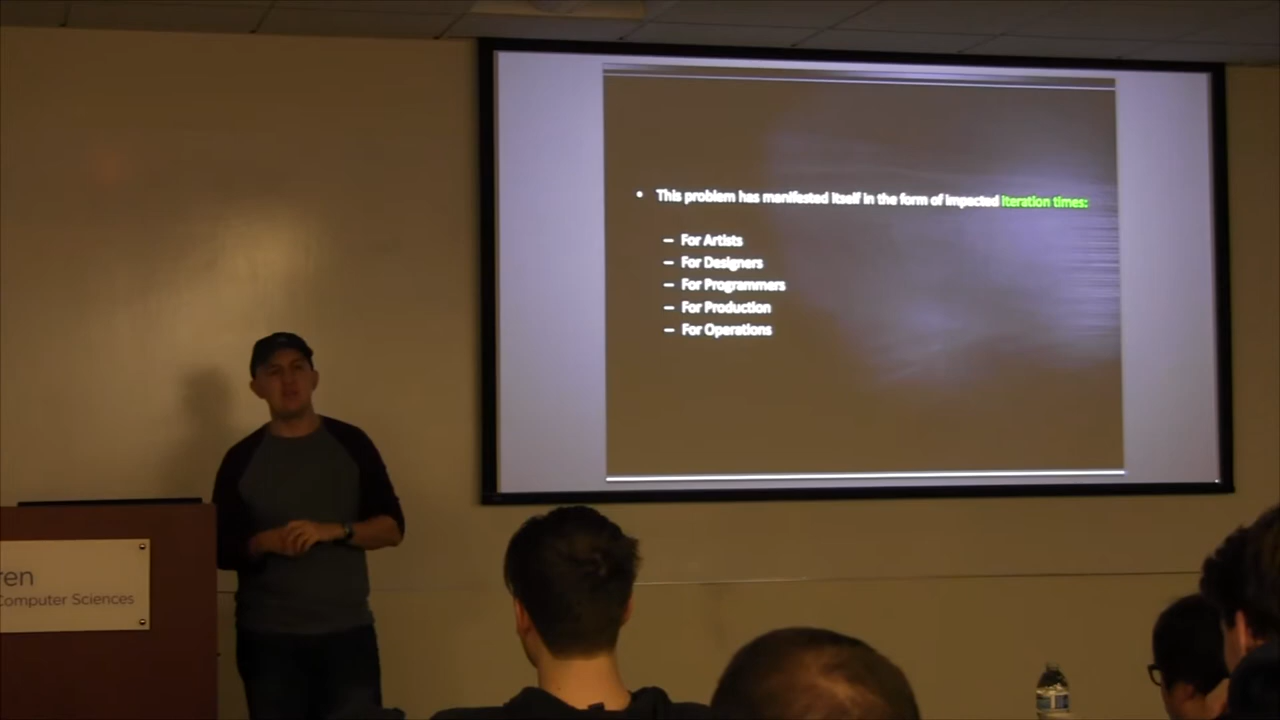 • This problem has manifested itself in the form of impacted iteration times:
– For Artists
– For Designers
– For Programmers
– For Production
– For Operations
ren
Computer Sciences